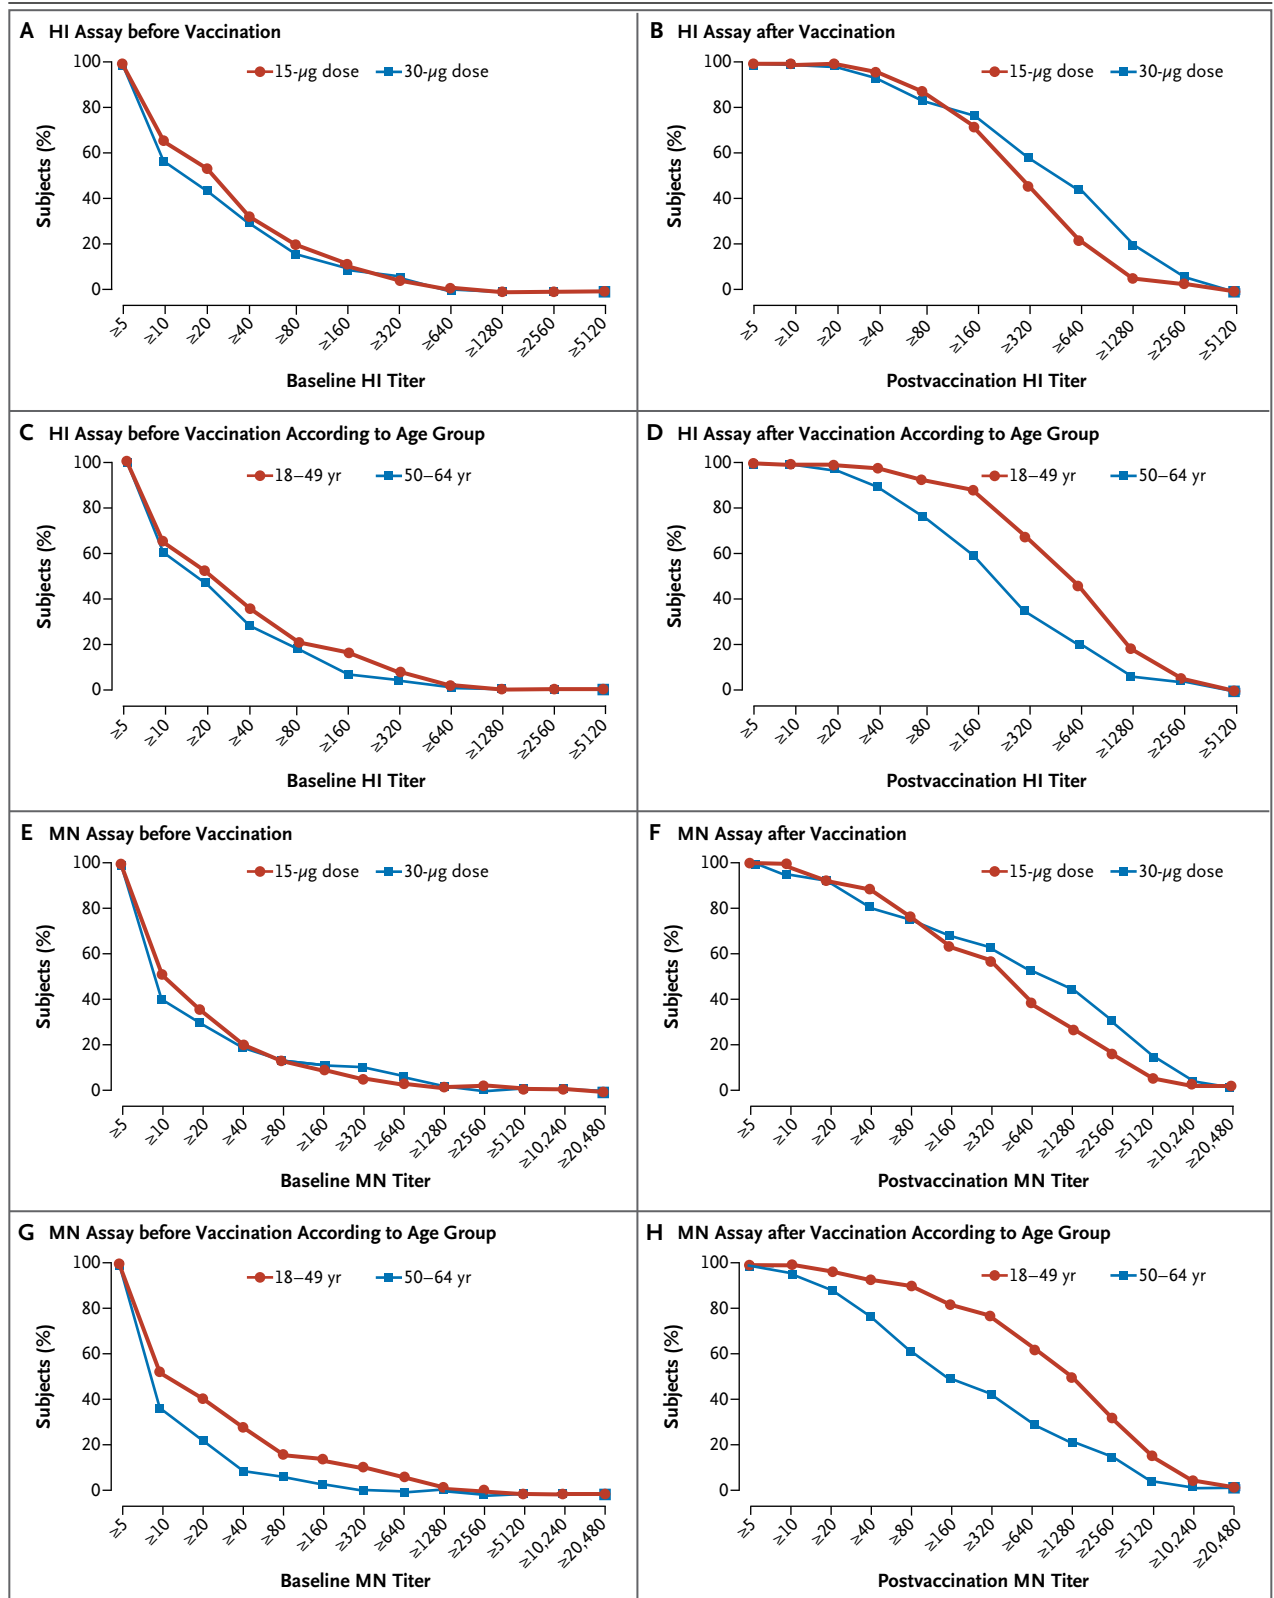 A HI Assay before Vaccination
15-µg dose 30-µg dose
100
80
60
40
20
0
Subjects (%)
≥5 ≥10 ≥20 ≥40 ≥80 ≥160 ≥320 ≥640 ≥1280 ≥2560 ≥5120
Baseline HI Titer
B HI Assay after Vaccination
15-µg dose 30-µg dose
100
80
60
40
20
0
Subjects (%)
≥5 ≥10 ≥20 ≥40 ≥80 ≥160 ≥320 ≥640 ≥1280 ≥2560 ≥5120
Postvaccination HI Titer
C HI Assay before Vaccination According to Age Group
18–49 yr 50–64 yr
100
80
60
40
20
0
Subjects (%)
≥5 ≥10 ≥20 ≥40 ≥80 ≥160 ≥320 ≥640 ≥1280 ≥2560 ≥5120
Baseline HI Titer
D HI Assay after Vaccination According to Age Group
18–49 yr 50–64 yr
100
80
60
40
20
0
Subjects (%)
≥5 ≥10 ≥20 ≥40 ≥80 ≥160 ≥320 ≥640 ≥1280 ≥2560 ≥5120
Postvaccination HI Titer
E MN Assay before Vaccination
15-µg dose 30-µg dose
100
80
60
40
20
0
Subjects (%)
≥5 ≥10 ≥20 ≥40 ≥80 ≥160 ≥320 ≥640 ≥1280 ≥2560 ≥5120 ≥10,240 ≥20,480
Baseline MN Titer
F MN Assay after Vaccination
15-µg dose 30-µg dose
100
80
60
40
20
0
Subjects (%)
≥5 ≥10 ≥20 ≥40 ≥80 ≥160 ≥320 ≥640 ≥1280 ≥2560 ≥5120 ≥10,240 ≥20,480
Postvaccination MN Titer
G MN Assay before Vaccination According to Age Group
18–49 yr 50–64 yr
100
80
60
40
20
0
Subjects (%)
≥5 ≥10 ≥20 ≥40 ≥80 ≥160 ≥320 ≥640 ≥1280 ≥2560 ≥5120 ≥10,240 ≥20,480
Baseline MN Titer
H MN Assay after Vaccination According to Age Group
18–49 yr 50–64 yr
100
80
60
40
20
0
Subjects (%)
≥5 ≥10 ≥20 ≥40 ≥80 ≥160 ≥320 ≥640 ≥1280 ≥2560 ≥5120 ≥10,240 ≥20,480
Postvaccination MN Titer